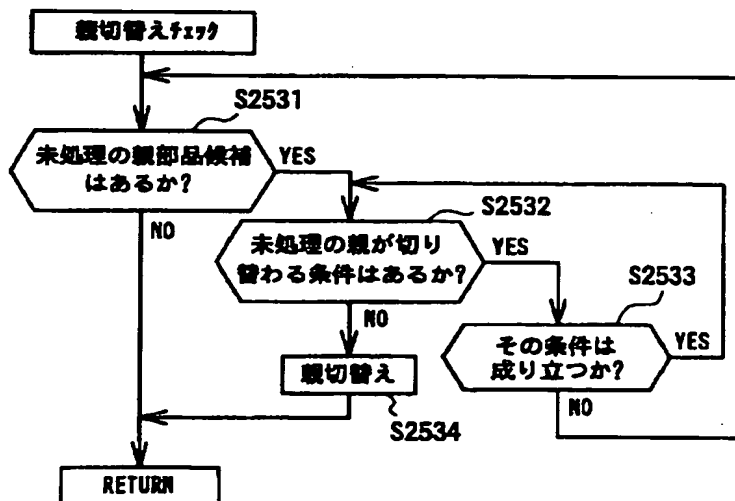 親切替えチェック
S2531
未処理の親部品候補
はあるか?
YES
NO
S2532
未処理の親が切り
替わる条件はあるか?
YES
NO
S2533
その条件は
成り立つか?
YES
NO
親切替え
S2534
RETURN